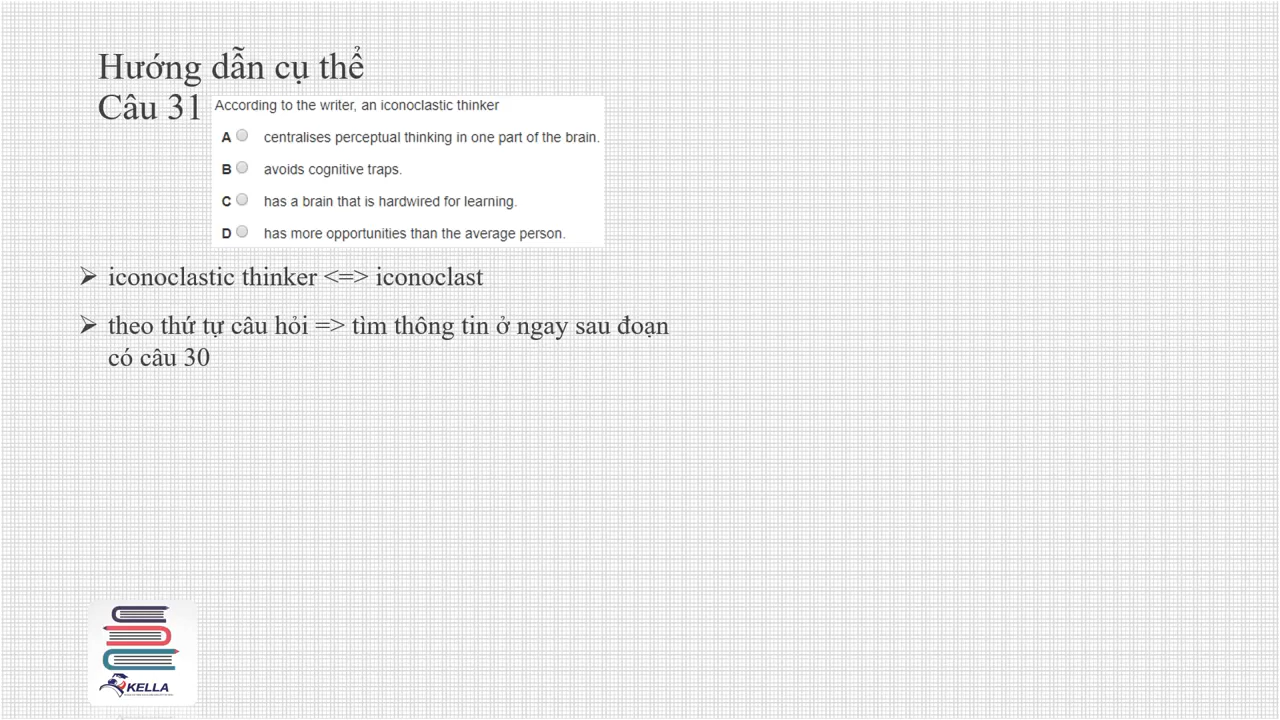 Hướng dẫn cụ thể
Câu 31
According to the writer, an iconoclastic thinker
A centralises perceptual thinking in one part of the brain.
B avoids cognitive traps.
C has a brain that is hardwired for learning.
D has more opportunities than the average person.
➢ iconoclastic thinker <=> iconoclast
➢ theo thứ tự câu hỏi => tìm thông tin ở ngay sau đoạn
có câu 30
KELLA